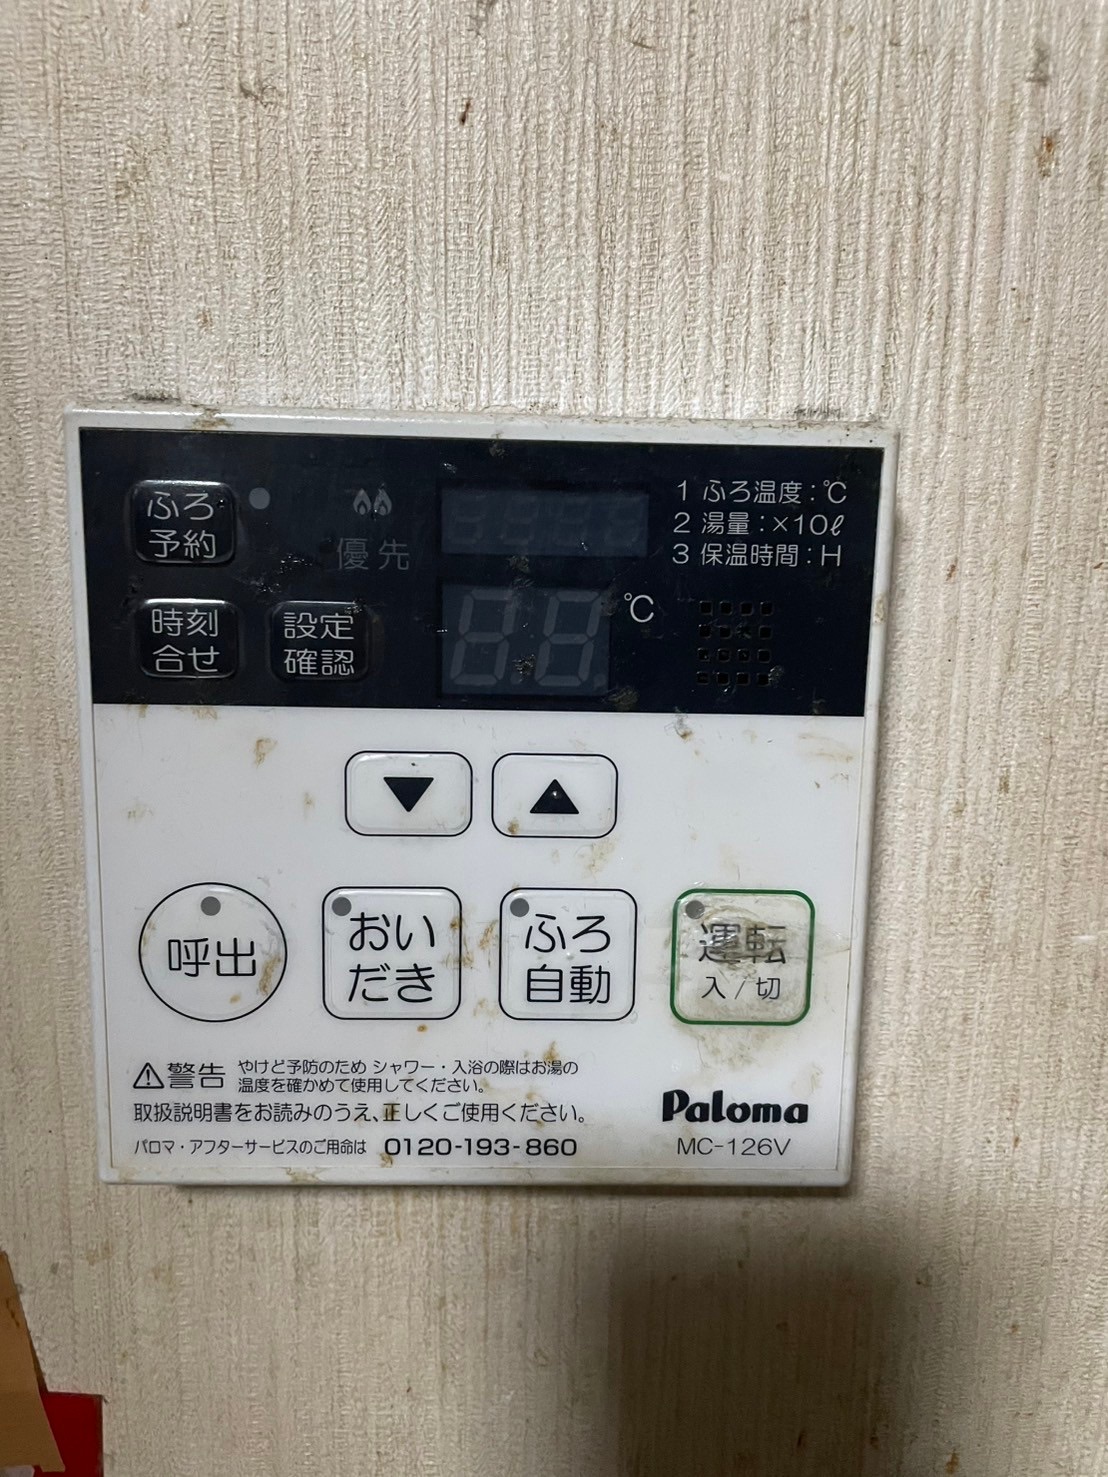 ふろ
予約
優先
1 ふろ温度:℃
2 湯量:×10ℓ
3 保温時間:H
時刻
合せ
設定
確認
℃
▼
▲
呼出
おい
だき
ふろ
自動
運転
入/切
⚠警告 やけど予防のため シャワー・入浴の際はお湯の
温度を確かめて使用してください。
取扱説明書をお読みのうえ、正しくご使用ください。
パロマ・アフターサービスのご用命は 0120-193-860
Paloma
MC-126V